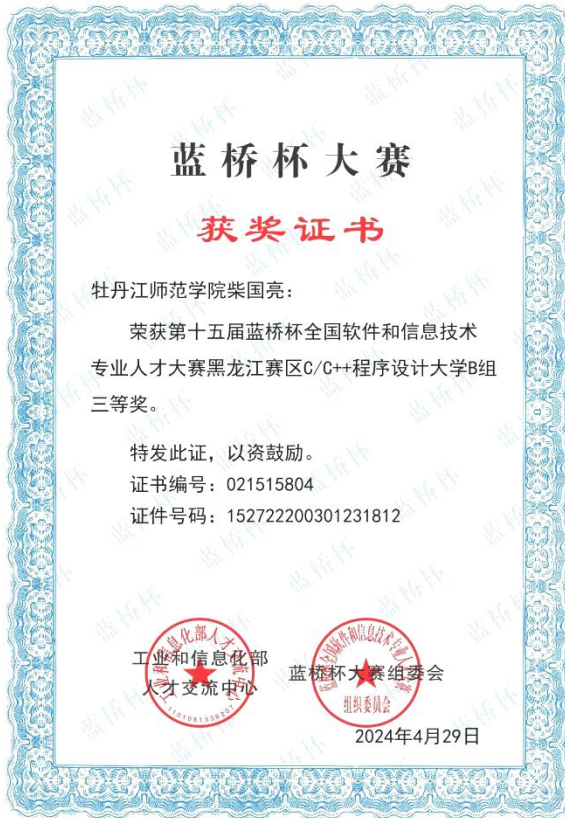 蓝桥杯大赛
获奖证书
牡丹江师范学院柴国亮：
荣获第十五届蓝桥杯全国软件和信息技术
专业人才大赛黑龙江赛区C/C++程序设计大学B组
三等奖。
特发此证，以资鼓励。
证书编号：021515804
证件号码：152722200301231812
工业和信息化部
人才交流中心
蓝桥杯大赛组委会
组织委员会
2024年4月29日